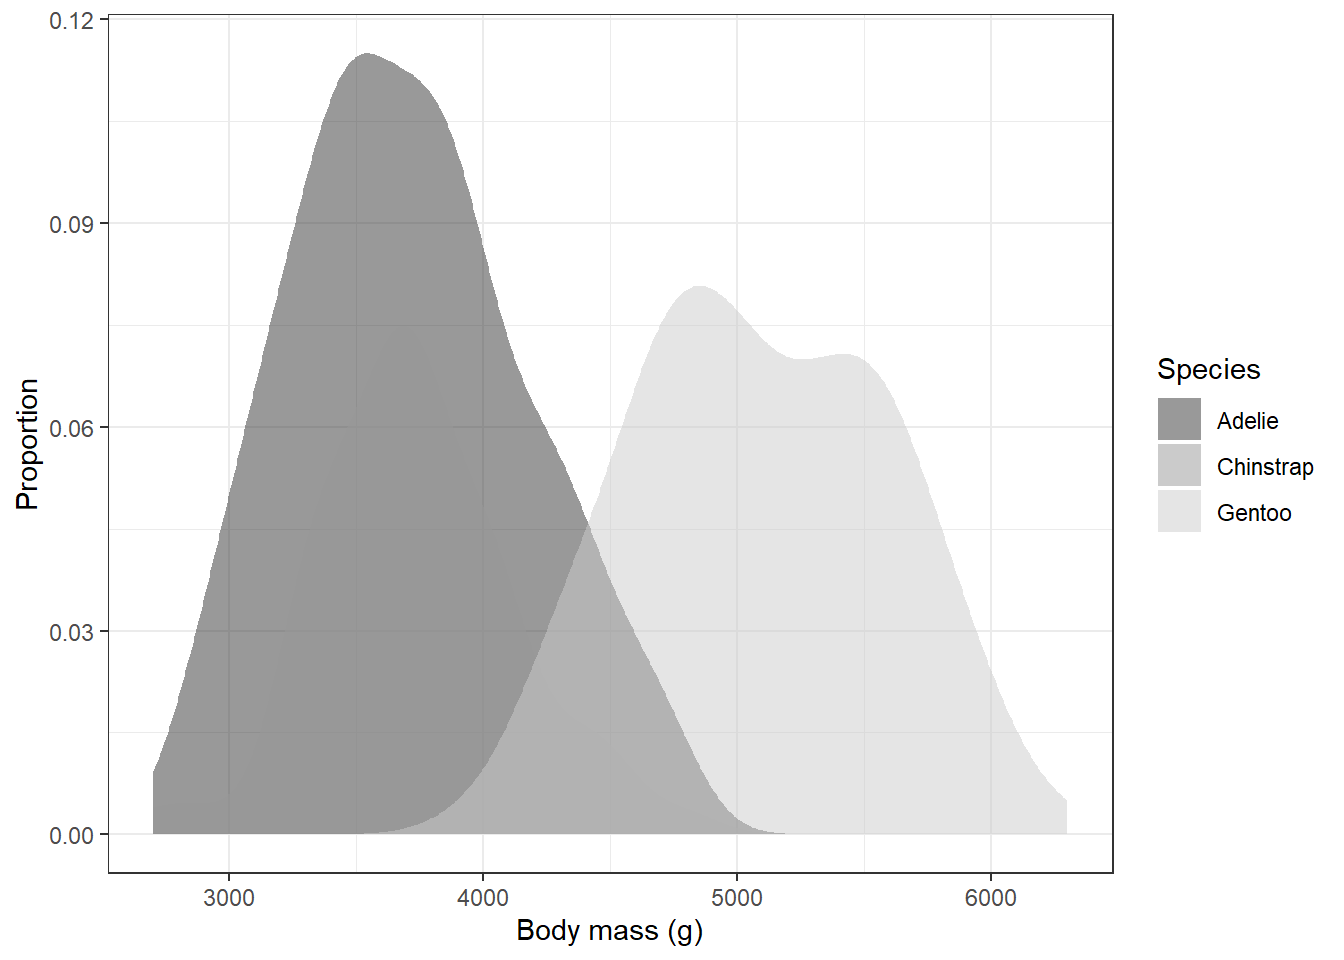 0.12
0.09
0.06
0.03
0.00
Proportion
3000 4000 5000 6000
Body mass (g)
Species
Adelie
Chinstrap
Gentoo